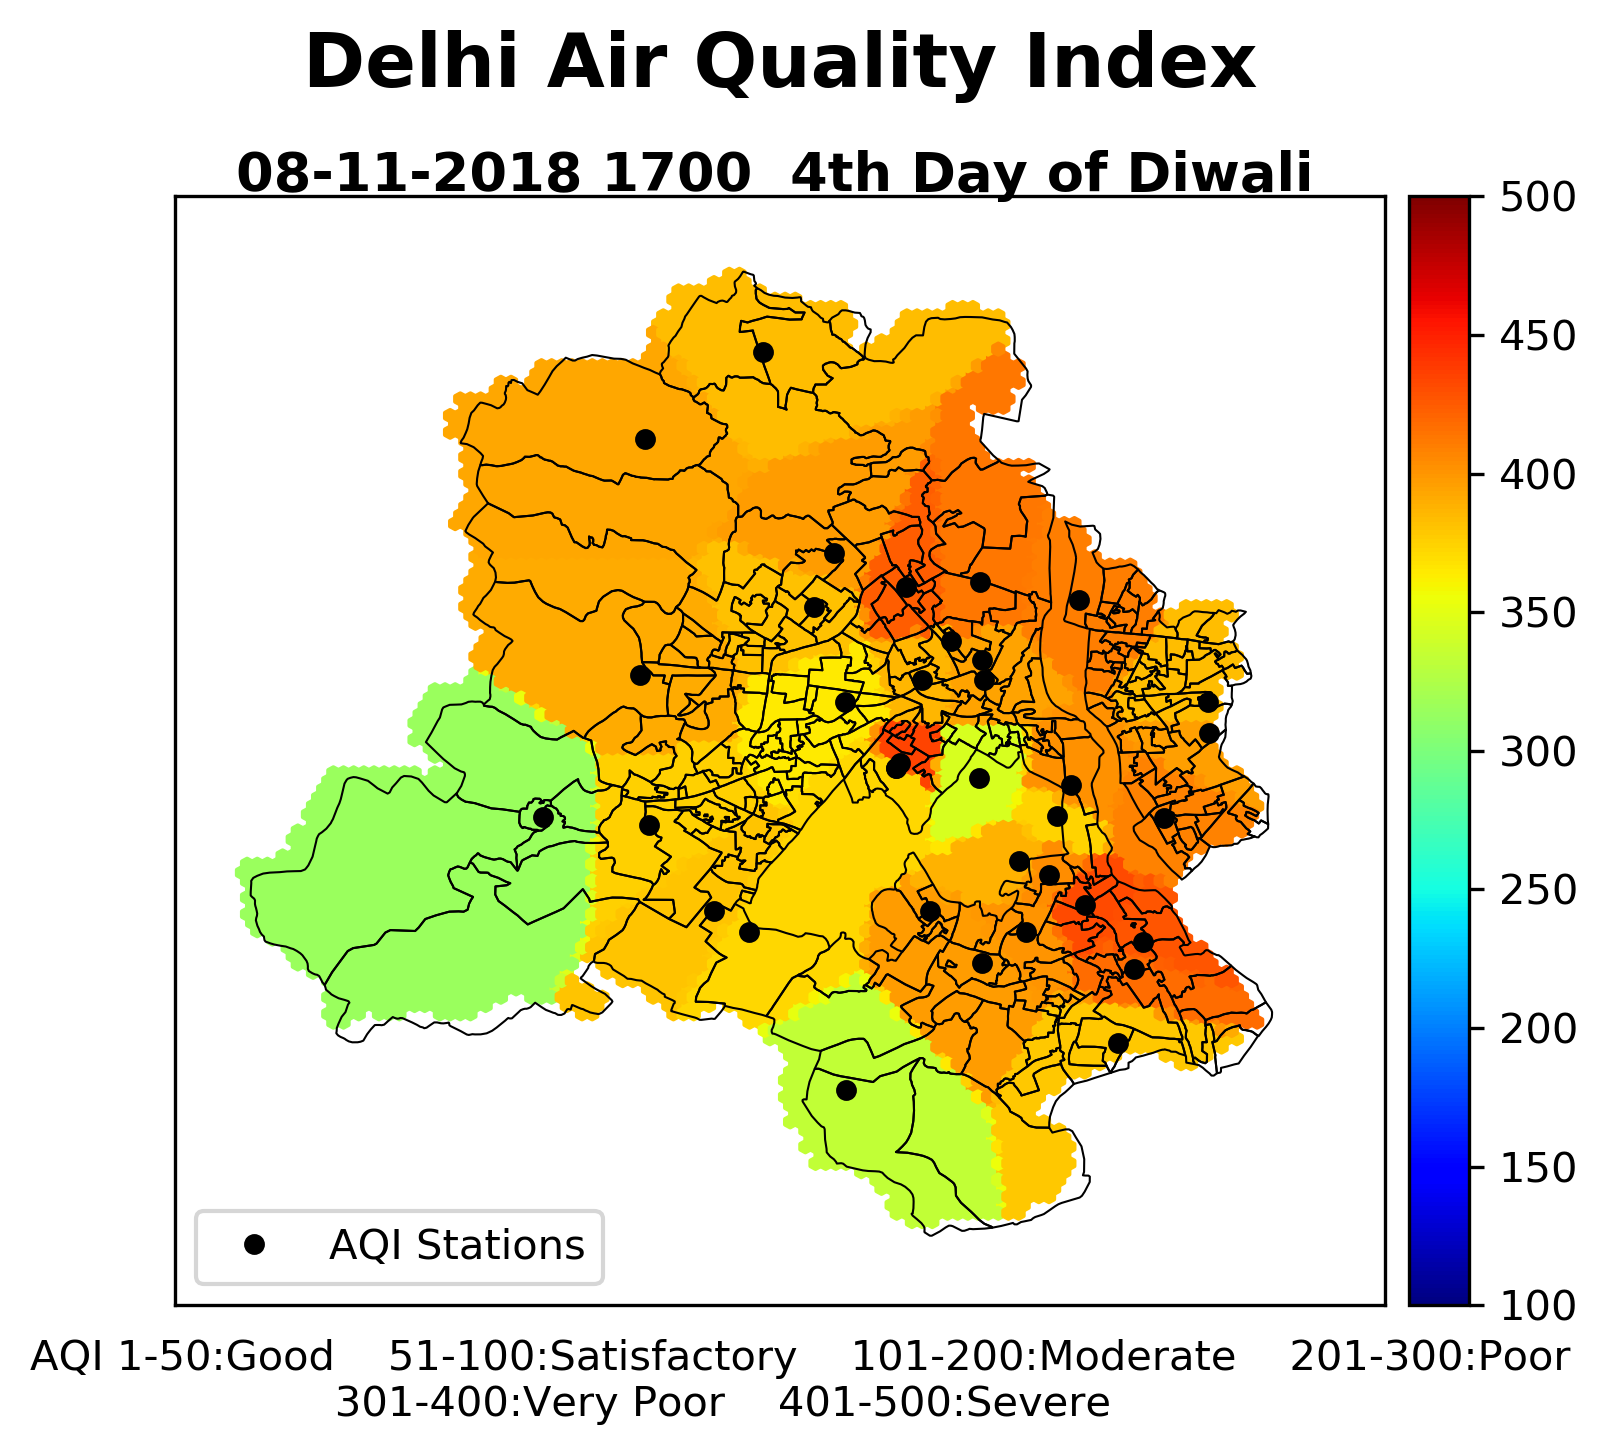 Delhi Air Quality Index
08-11-2018 1700  4th Day of Diwali
500
450
400
350
300
250
200
150
100
AQI Stations
AQI 1-50:Good    51-100:Satisfactory    101-200:Moderate    201-300:Poor
301-400:Very Poor    401-500:Severe